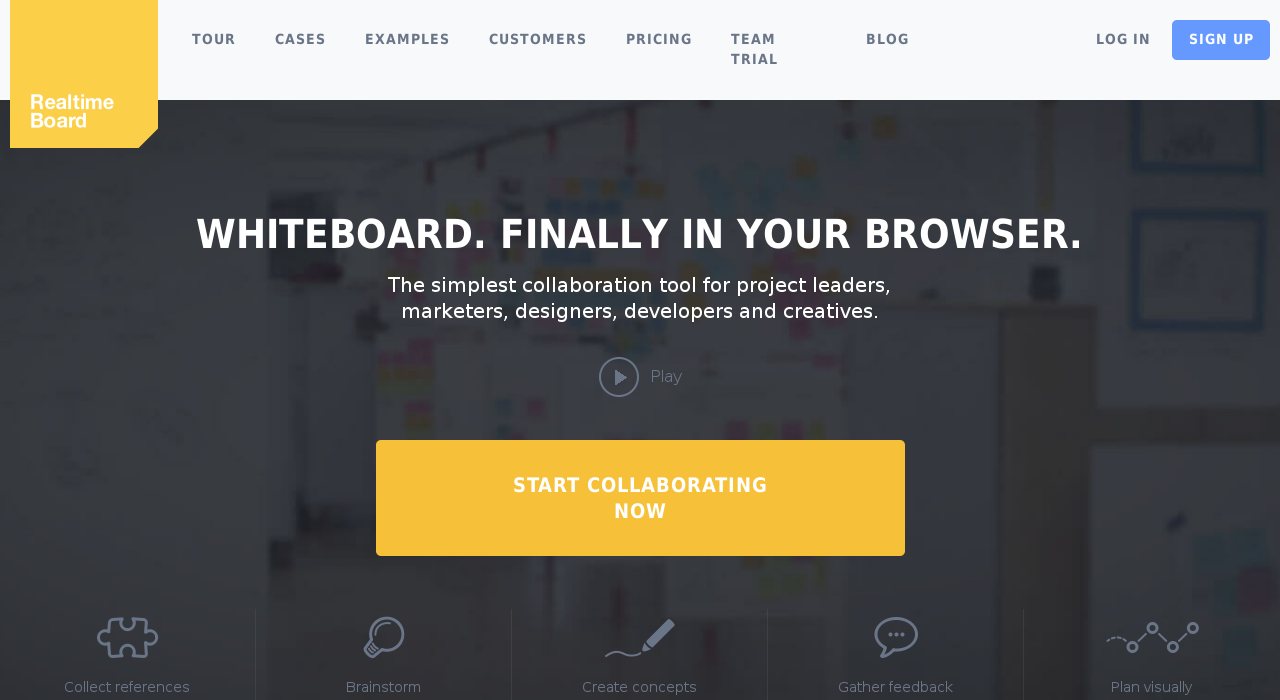 TOUR
CASES
EXAMPLES
CUSTOMERS
PRICING
TEAM
TRIAL
BLOG
LOG IN
SIGN UP
Realtime
Board
WHITEBOARD. FINALLY IN YOUR BROWSER.
The simplest collaboration tool for project leaders,
marketers, designers, developers and creatives.
Play
START COLLABORATING
NOW
Collect references
Brainstorm
Create concepts
Gather feedback
Plan visually